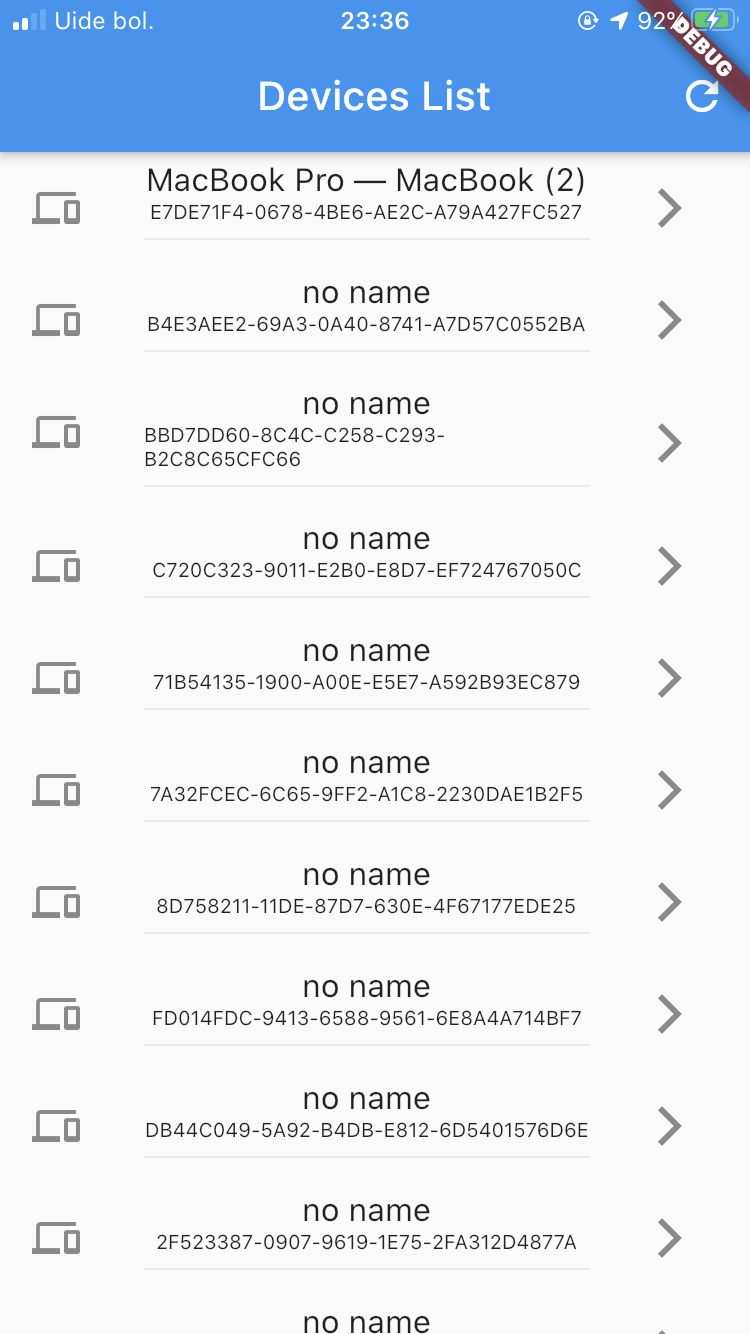 Uide bol.
23:36
92%
DEBUG
Devices List
MacBook Pro — MacBook (2)
E7DE71F4-0678-4BE6-AE2C-A79A427FC527
no name
B4E3AEE2-69A3-0A40-8741-A7D57C0552BA
no name
BBD7DD60-8C4C-C258-C293-
B2C8C65CFC66
no name
C720C323-9011-E2B0-E8D7-EF724767050C
no name
71B54135-1900-A00E-E5E7-A592B93EC879
no name
7A32FCEC-6C65-9FF2-A1C8-2230DAE1B2F5
no name
8D758211-11DE-87D7-630E-4F67177EDE25
no name
FD014FDC-9413-6588-9561-6E8A4A714BF7
no name
DB44C049-5A92-B4DB-E812-6D5401576D6E
no name
2F523387-0907-9619-1E75-2FA312D4877A
no name